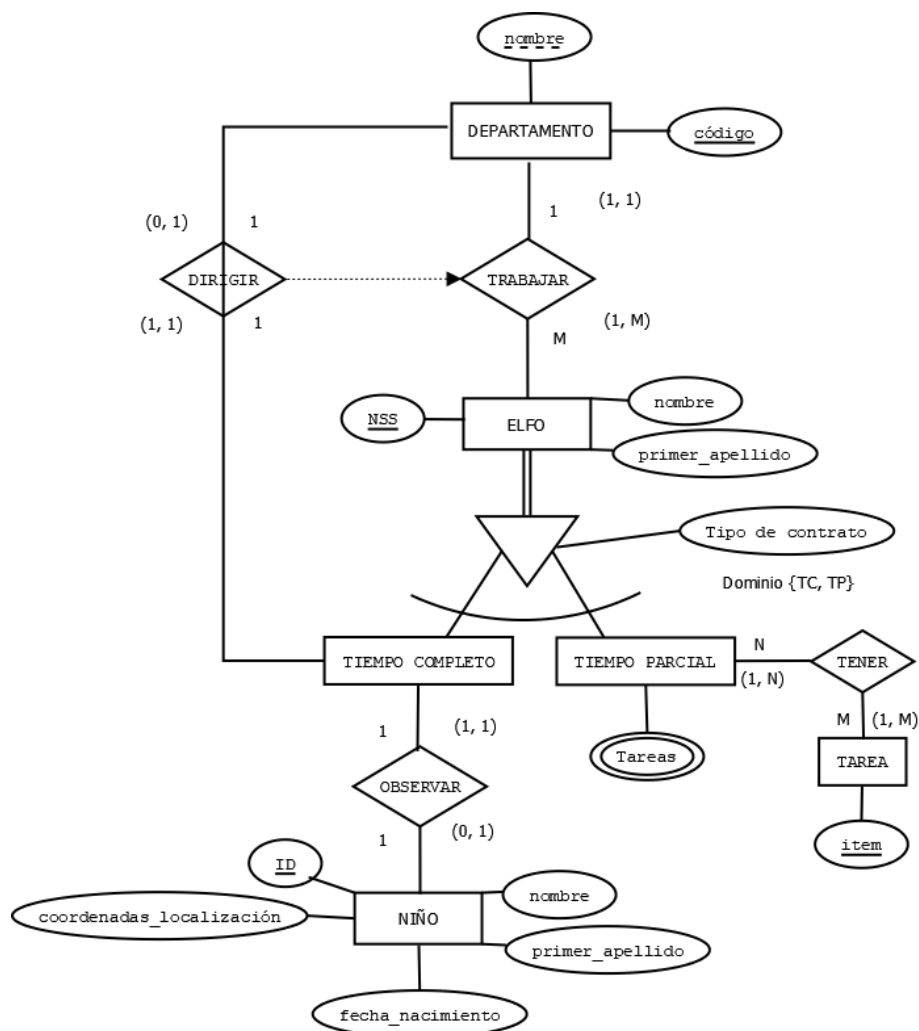 nombre
DEPARTAMENTO
código
(0, 1)
1
1
(1, 1)
DIRIGIR
TRABAJAR
(1, 1)
1
M
(1, M)
NSS
ELFO
nombre
primer_apellido
Tipo de contrato
Dominio {TC, TP}
TIEMPO COMPLETO
TIEMPO PARCIAL
N
(1, N)
TENER
1
(1, 1)
Tareas
M
(1, M)
TAREA
OBSERVAR
1
(0, 1)
item
ID
nombre
coordenadas_localización
NIÑO
primer_apellido
fecha_nacimiento